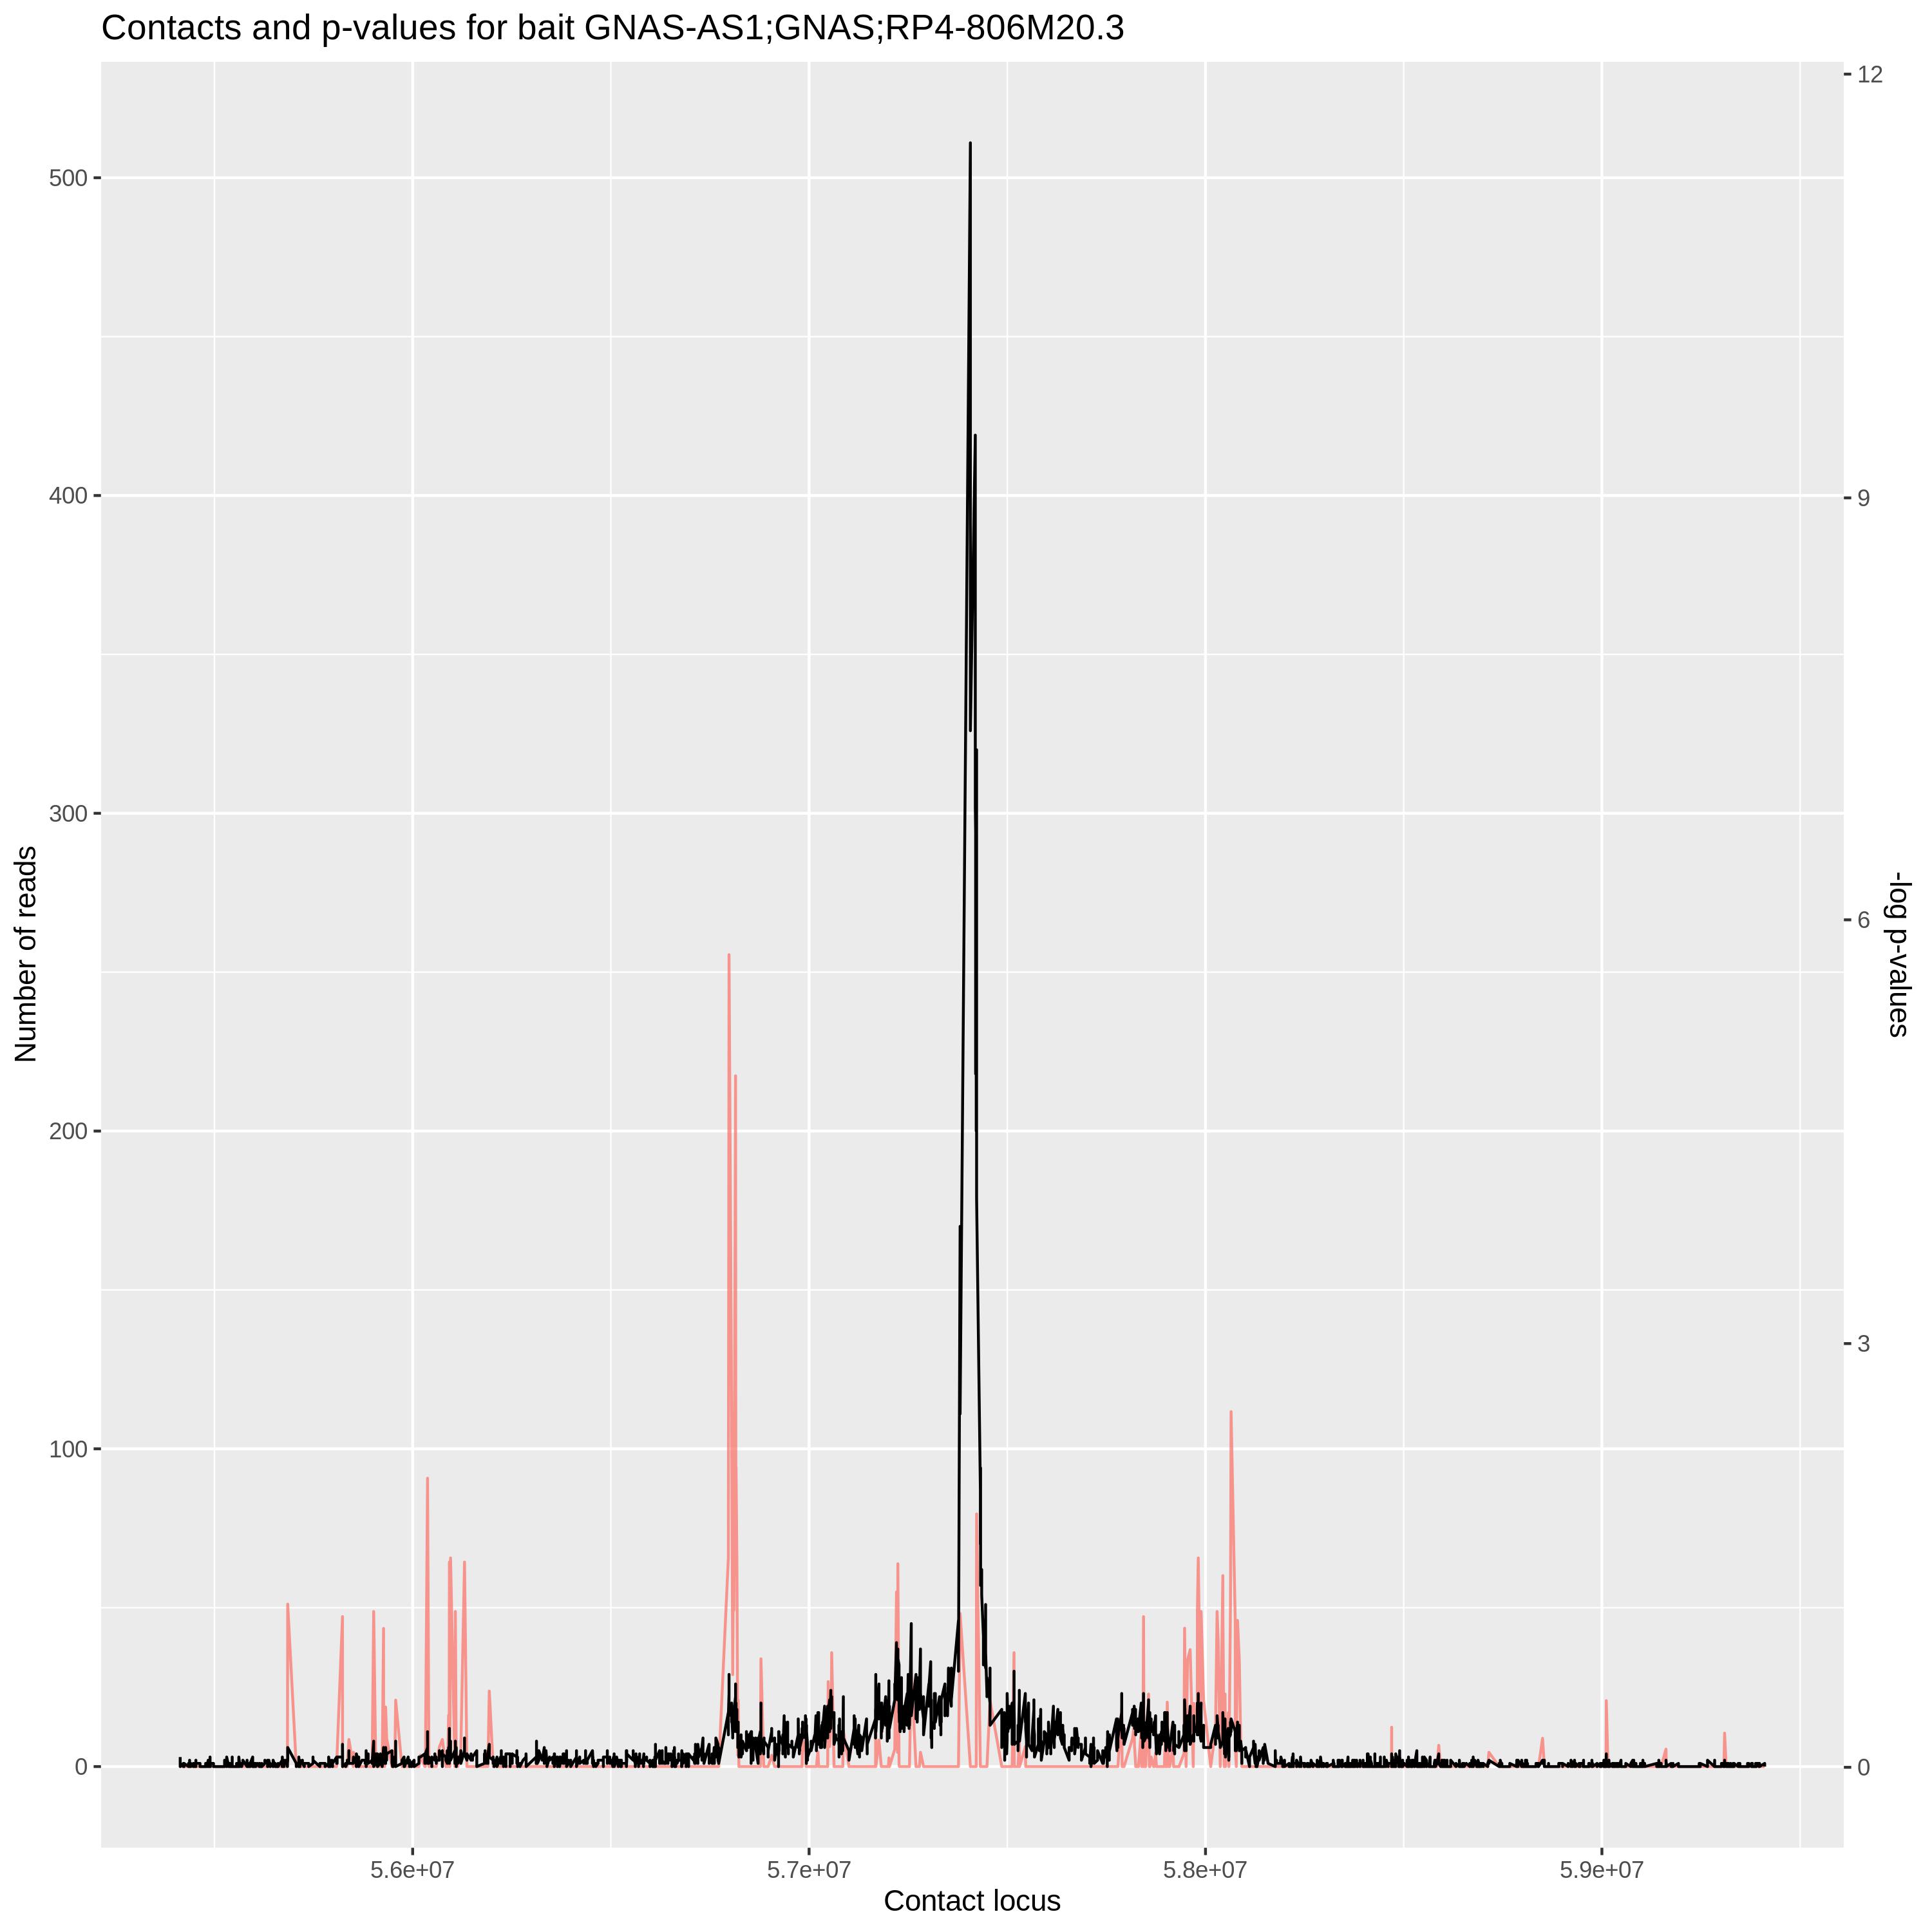 Contacts and p-values for bait GNAS-AS1;GNAS;RP4-806M20.3
12
500
400
9
300
6
Number of reads
-log p-values
200
3
100
0
0
5.6e+07
5.7e+07
5.8e+07
5.9e+07
Contact locus